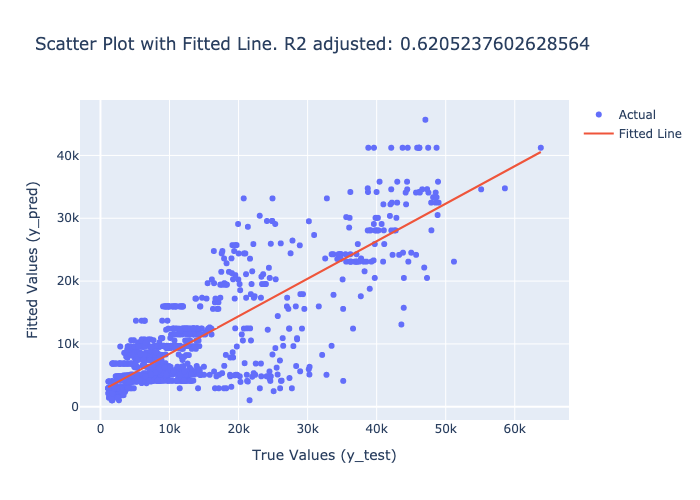 Scatter Plot with Fitted Line. R2 adjusted: 0.6205237602628564
Actual
Fitted Line
Fitted Values (y_pred)
40k
30k
20k
10k
0
0 10k 20k 30k 40k 50k 60k
True Values (y_test)